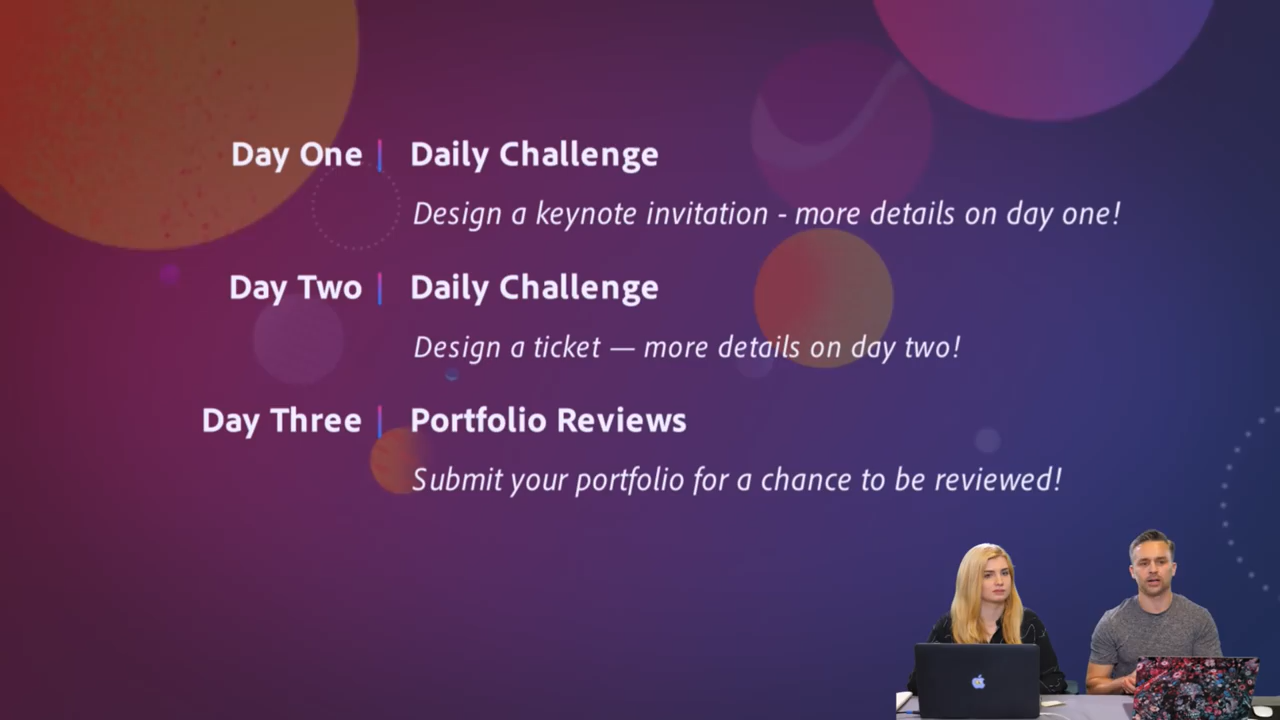 Day One | Daily Challenge
Design a keynote invitation - more details on day one!
Day Two | Daily Challenge
Design a ticket — more details on day two!
Day Three | Portfolio Reviews
Submit your portfolio for a chance to be reviewed!